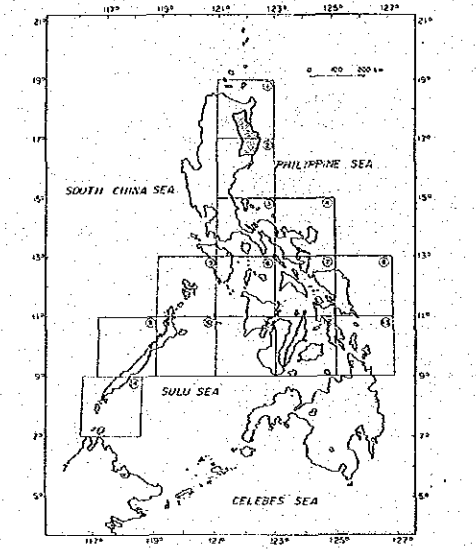 117° 119° 121° 123° 125° 127°
21° 21°
0 100 200 km
19° 19°
17° 17°
PHILIPPINE SEA
SOUTH CHINA SEA
15° 15°
13° 13°
11° 11°
9° 9°
SULU SEA
7° 7°
5° 5°
CELEBES SEA
117° 119° 121° 123° 125° 127°